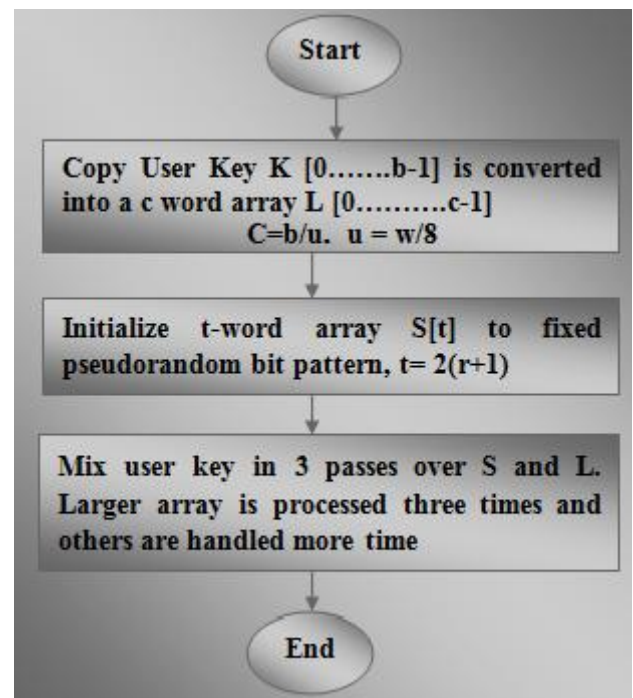 Start
Copy User Key K [0.......b-1] is converted
into a c word array L [0..........c-1]
C=b/u. u = w/8
Initialize t-word array S[t] to fixed
pseudorandom bit pattern, t= 2(r+1)
Mix user key in 3 passes over S and L.
Larger array is processed three times and
others are handled more time
End